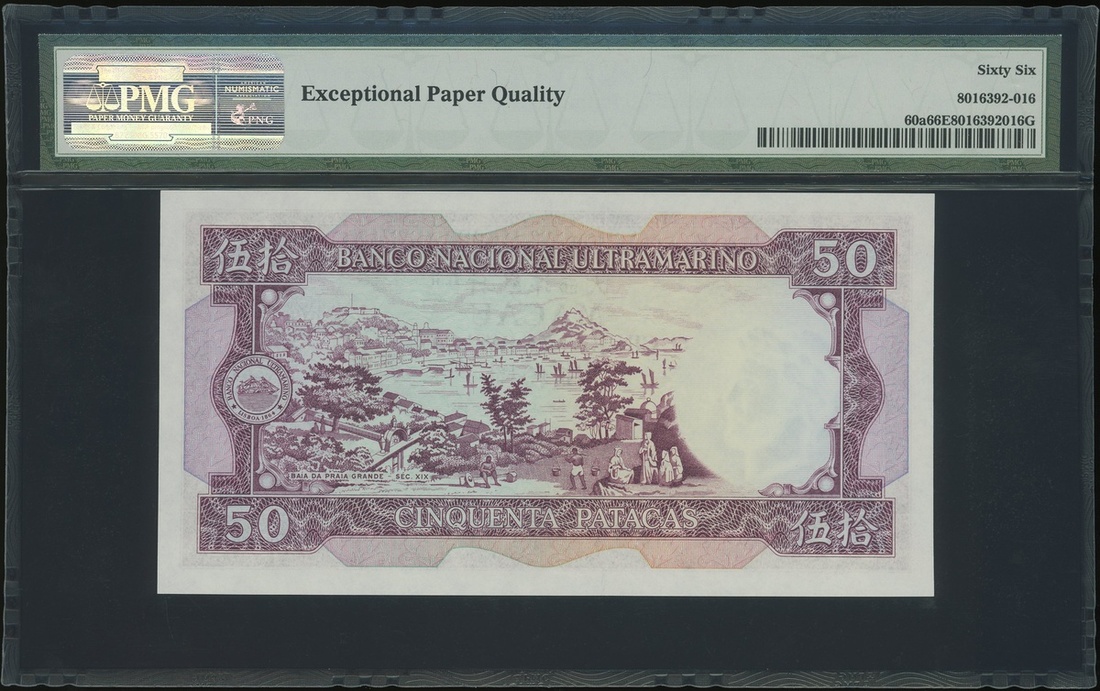 PMG
PAPER MONEY GUARANTY
NUMISMATIC
PNG
Exceptional Paper Quality
Sixty Six
8016392-016
60a66E8016392016G
伍拾
BANCO NACIONAL ULTRAMARINO
50
BANCO NACIONAL ULTRAMARINO
LISBOA 1864
BAIA DA PRAIA GRANDE - SÉC. XIX
50
CINQUENTA PATACAS
伍拾